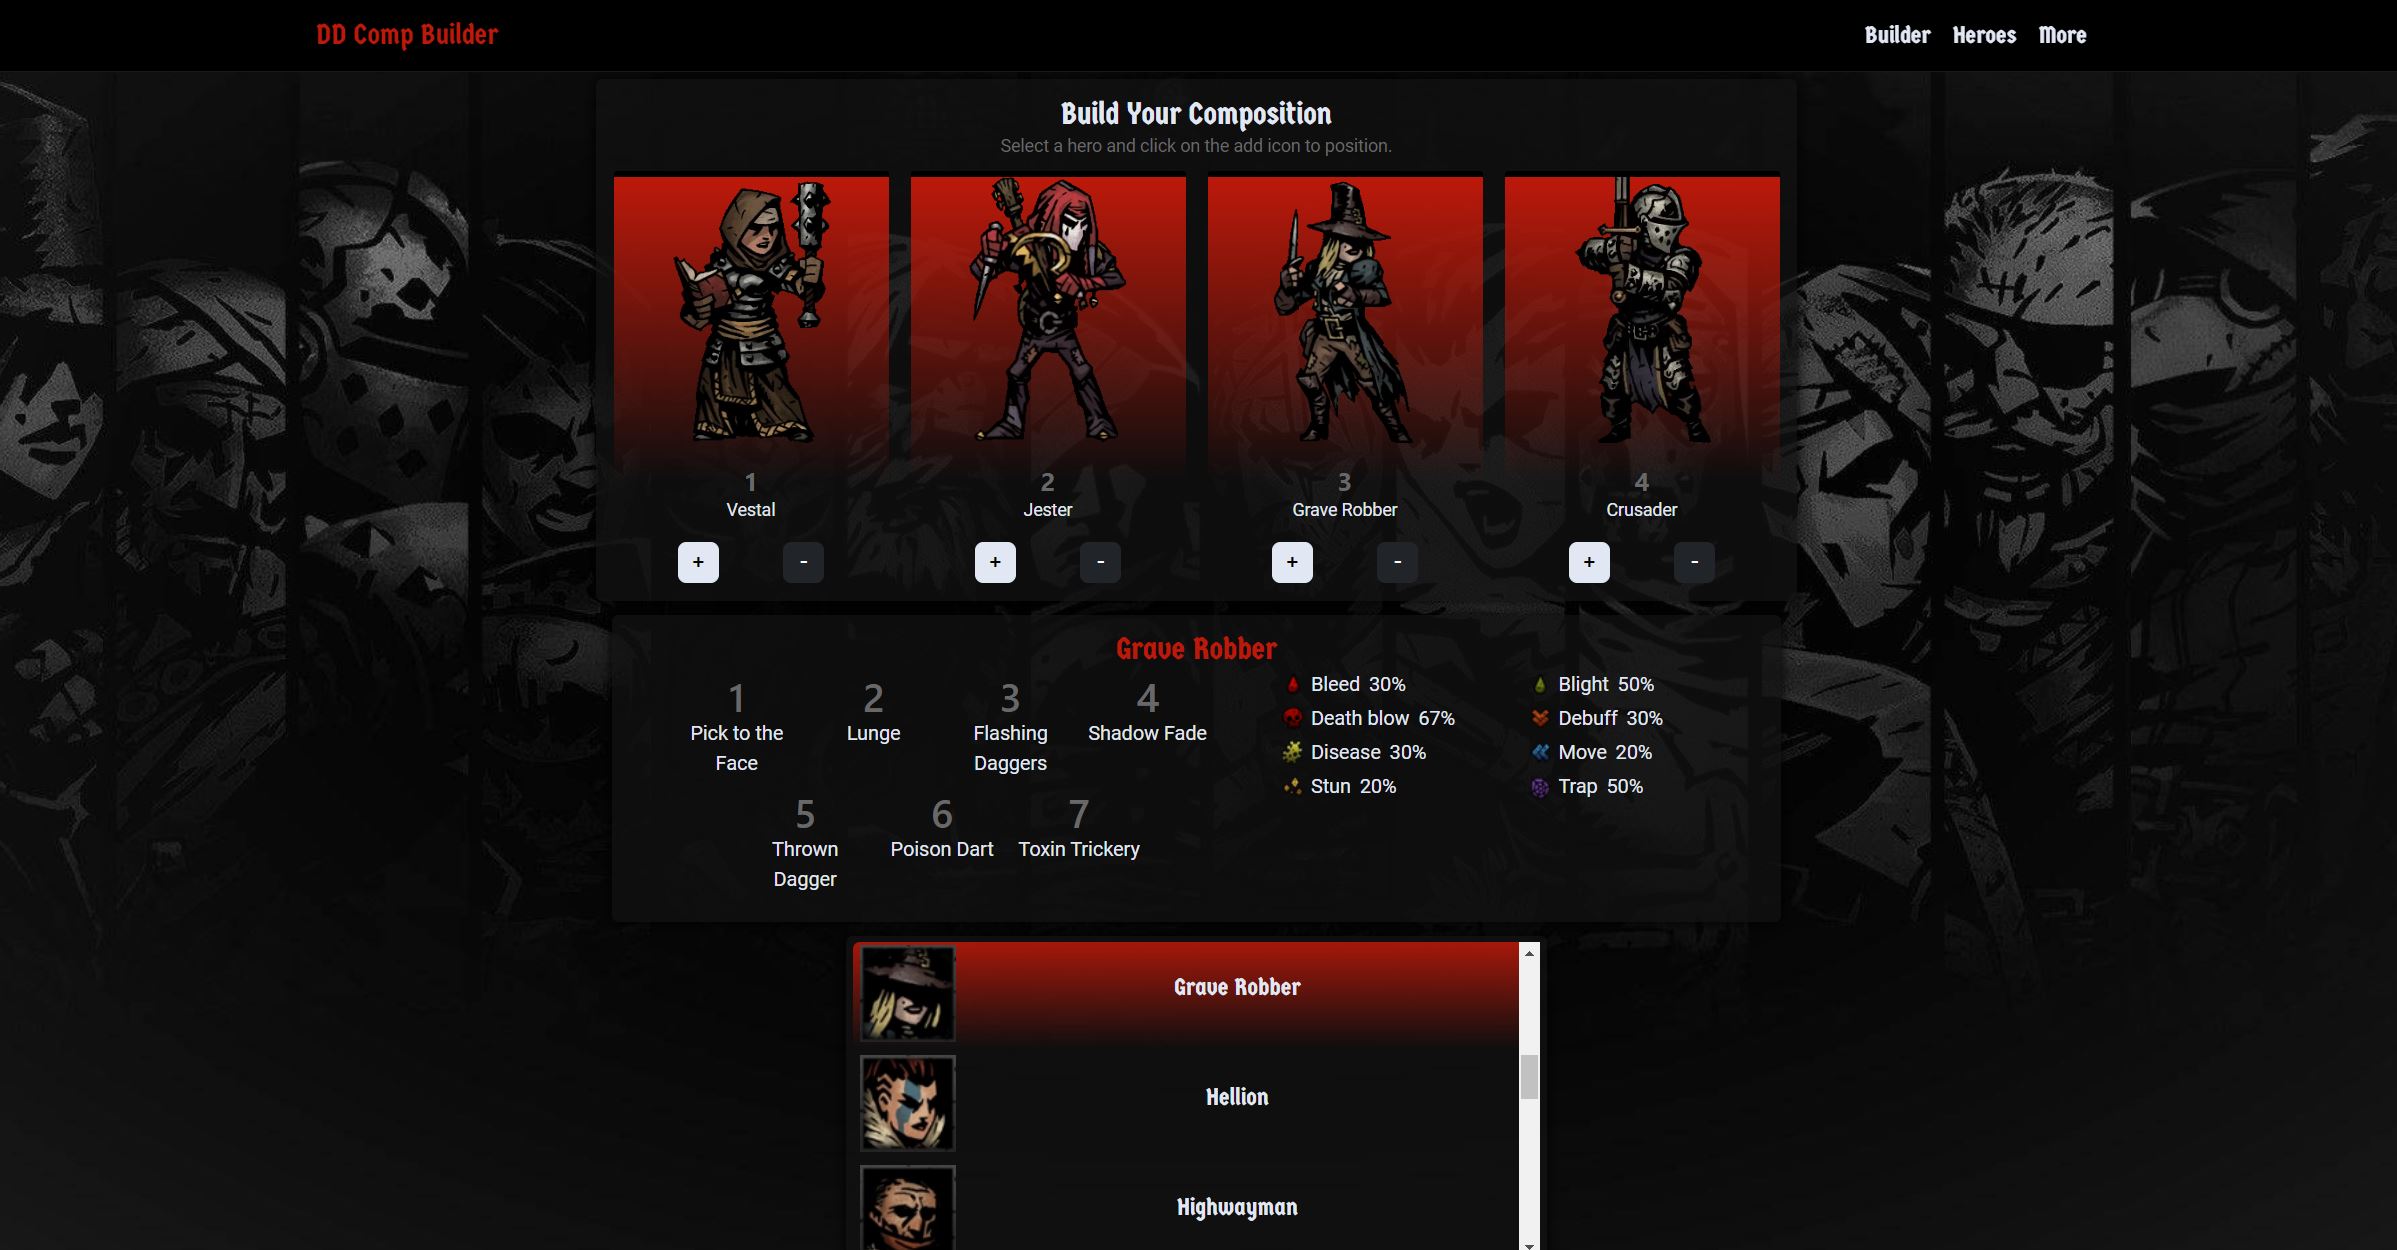 DD Comp Builder
Builder Heroes More
Build Your Composition
Select a hero and click on the add icon to position.
1
Vestal
+ -
2
Jester
+ -
3
Grave Robber
+ -
4
Crusader
+ -
Grave Robber
1
Pick to the
Face
2
Lunge
3
Flashing
Daggers
4
Shadow Fade
5
Thrown
Dagger
6
Poison Dart
7
Toxin Trickery
Bleed 30%
Blight 50%
Death blow 67%
Debuff 30%
Disease 30%
Move 20%
Stun 20%
Trap 50%
Grave Robber
Hellion
Highwayman